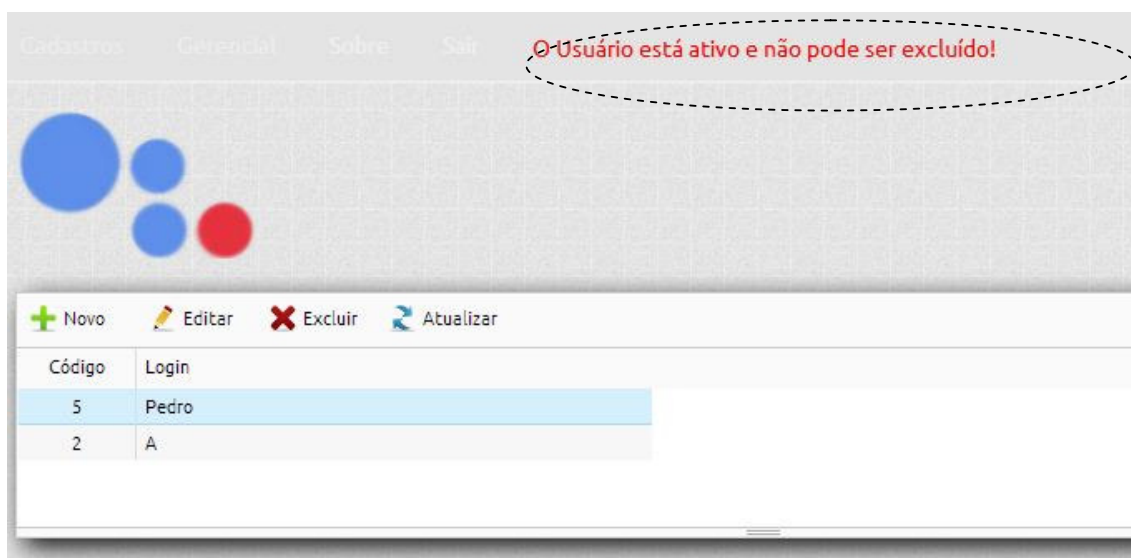 Cadastros Gerencial Sobre Sair O Usuário está ativo e não pode ser excluído!
Novo Editar Excluir Atualizar
Código Login
5 Pedro
2 A